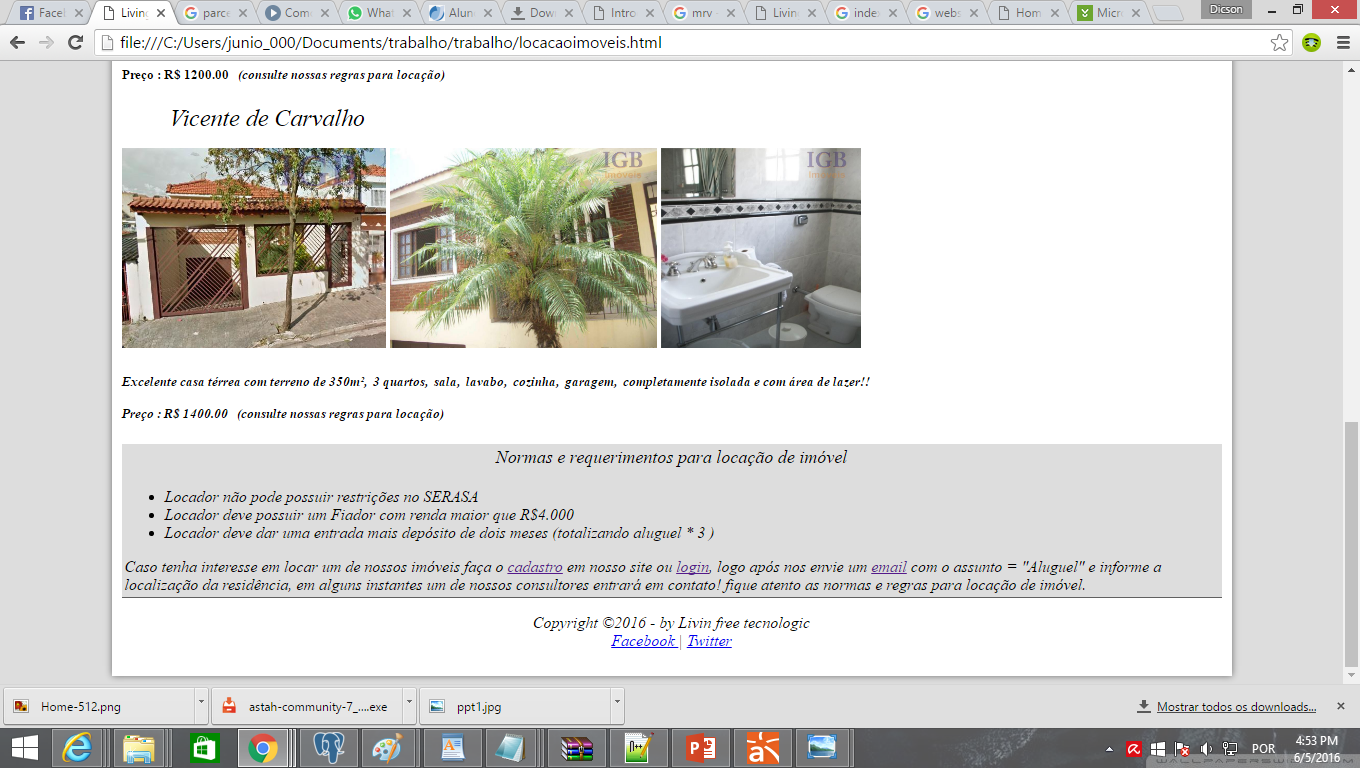 Dicson
Facel
Living
parce
Com
What
Alun
Dow
Intro
mrv
Livin
inde
webs
Hom
Micr
file:///C:/Users/junio_000/Documents/trabalho/trabalho/locacaoimoveis.html
Preço : R$ 1200.00 (consulte nossas regras para locação)
Vicente de Carvalho
IGB
IGB
imoveis
IGB
Excelente casa térrea com terreno de 350m², 3 quartos, sala, lavabo, cozinha, garagem, completamente isolada e com área de lazer!!
Preço : R$ 1400.00 (consulte nossas regras para locação)
Normas e requerimentos para locação de imóvel
• Locador não pode possuir restrições no SERASA
• Locador deve possuir um Fiador com renda maior que R$4.000
• Locador deve dar uma entrada mais depósito de dois meses (totalizando aluguel * 3 )
Caso tenha interesse em locar um de nossos imóveis faça o cadastro em nosso site ou login, logo após nos envie um email com o assunto = "Aluguel" e informe a
localização da residência, em alguns instantes um de nossos consultores entrará em contato! fique atento as normas e regras para locação de imóvel.
Copyright ©2016 - by Livin free tecnologic
Facebook | Twitter
Home-512.png
astah-community-7_....exe
ppt1.jpg
Mostrar todos os downloads...
POR
4:53 PM
6/5/2016